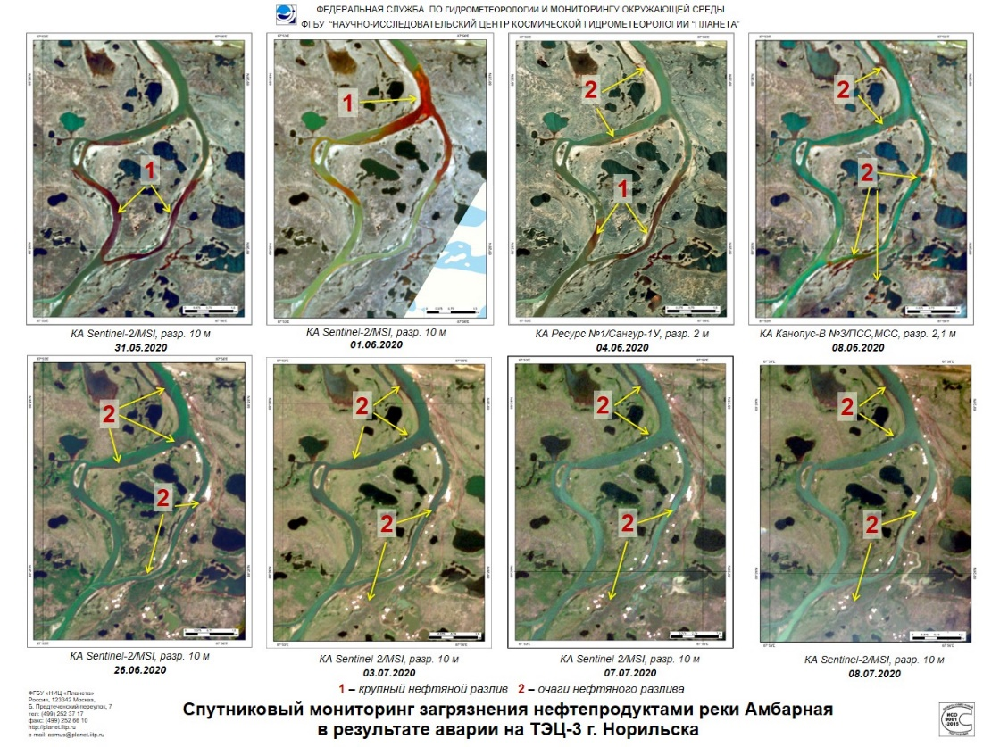 ФЕДЕРАЛЬНАЯ СЛУЖБА ПО ГИДРОМЕТЕОРОЛОГИИ И МОНИТОРИНГУ ОКРУЖАЮЩЕЙ СРЕДЫ
ФГБУ "НАУЧНО-ИССЛЕДОВАТЕЛЬСКИЙ ЦЕНТР КОСМИЧЕСКОЙ ГИДРОМЕТЕОРОЛОГИИ "ПЛАНЕТА"
1
1
2
1
2
2
КА Sentinel-2/MSI, разр. 10 м
31.05.2020
КА Sentinel-2/MSI, разр. 10 м
01.06.2020
КА Ресурс №1/Сангур-1У, разр. 2 м
04.06.2020
КА Канопус-В №3/ПСС,МСС, разр. 2,1 м
08.06.2020
2
2
2
2
2
2
2
2
КА Sentinel-2/MSI, разр. 10 м
26.06.2020
КА Sentinel-2/MSI, разр. 10 м
03.07.2020
КА Sentinel-2/MSI, разр. 10 м
07.07.2020
КА Sentinel-2/MSI, разр. 10 м
08.07.2020
1 – крупный нефтяной разлив 2 – очаги нефтяного разлива
ФГБУ «НИЦ «Планета»
Россия, 123342 Москва,
Б. Предтеченский переулок, 7
тел: (499) 252 37 17
факс: (499) 252 66 10
http://planet.iitp.ru
e-mail: asmus@planet.iitp.ru
Спутниковый мониторинг загрязнения нефтепродуктами реки Амбарная
в результате аварии на ТЭЦ-3 г. Норильска
ИСО
9001
-2015